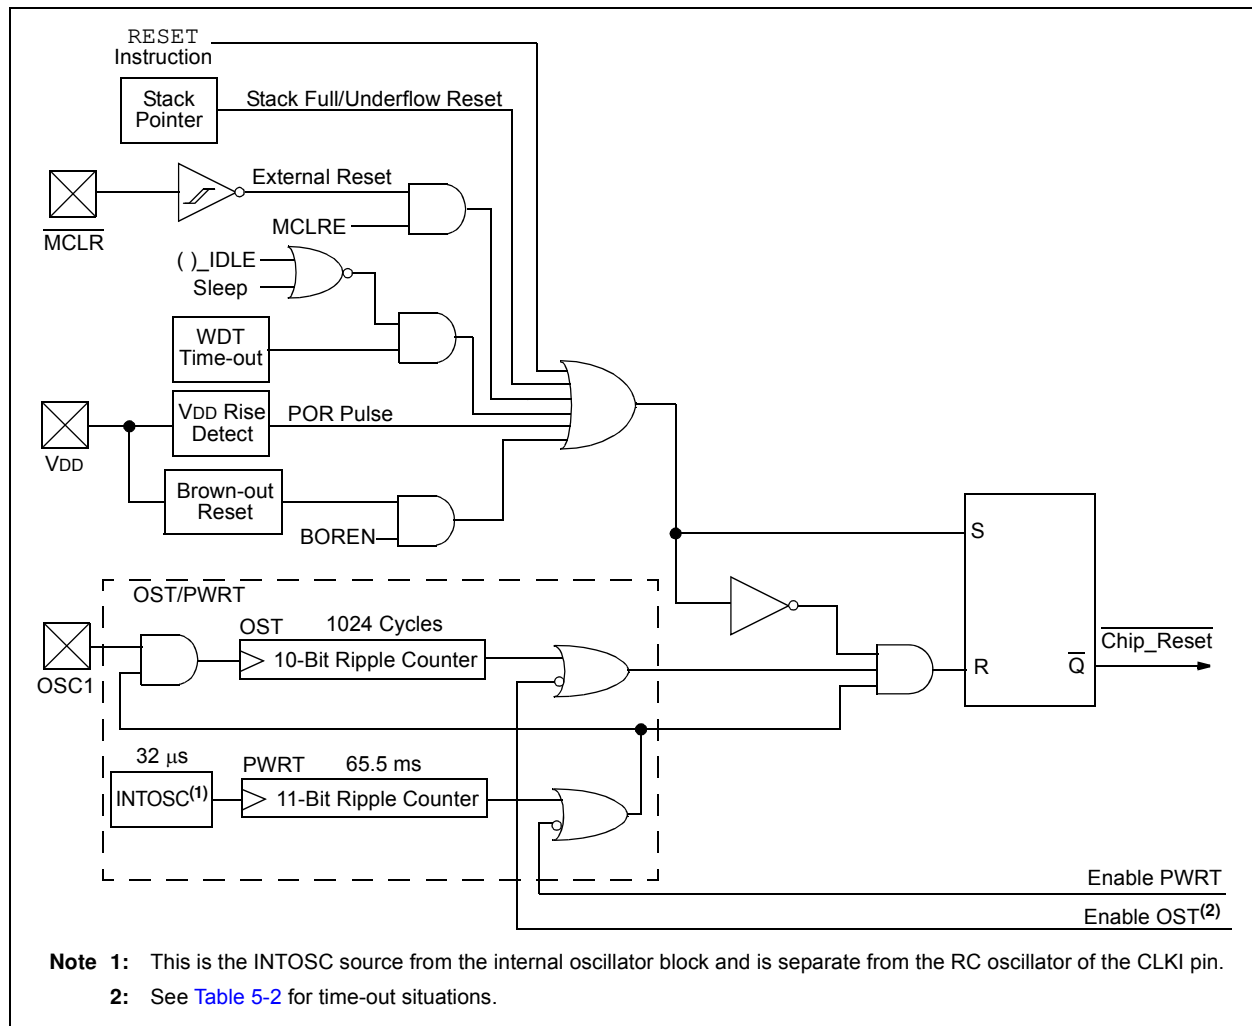 RESET
Instruction
Stack
Pointer
Stack Full/Underflow Reset
External Reset
MCLR
MCLRE
( )_IDLE
Sleep
WDT
Time-out
VDD
VDD Rise
Detect
POR Pulse
Brown-out
Reset
BOREN
S
R
Q
Chip_Reset
OST/PWRT
OSC1
OST
1024 Cycles
10-Bit Ripple Counter
32 μs
INTOSC(1)
PWRT
65.5 ms
11-Bit Ripple Counter
Enable PWRT
Enable OST(2)
Note 1: This is the INTOSC source from the internal oscillator block and is separate from the RC oscillator of the CLKI pin.
2: See Table 5-2 for time-out situations.